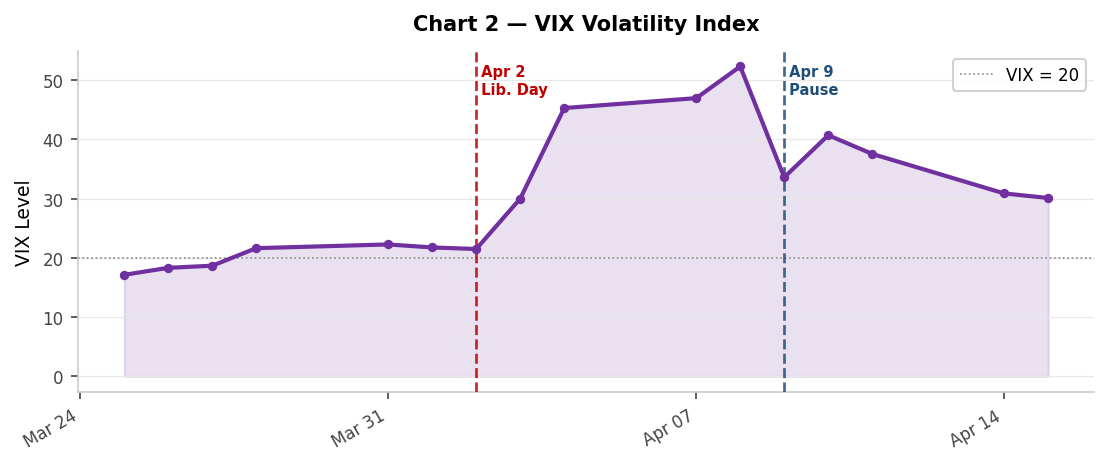 Chart 2 — VIX Volatility Index
Apr 2
Lib. Day
Apr 9
Pause
VIX = 20
VIX Level
50
40
30
20
10
0
Mar 24
Mar 31
Apr 07
Apr 14